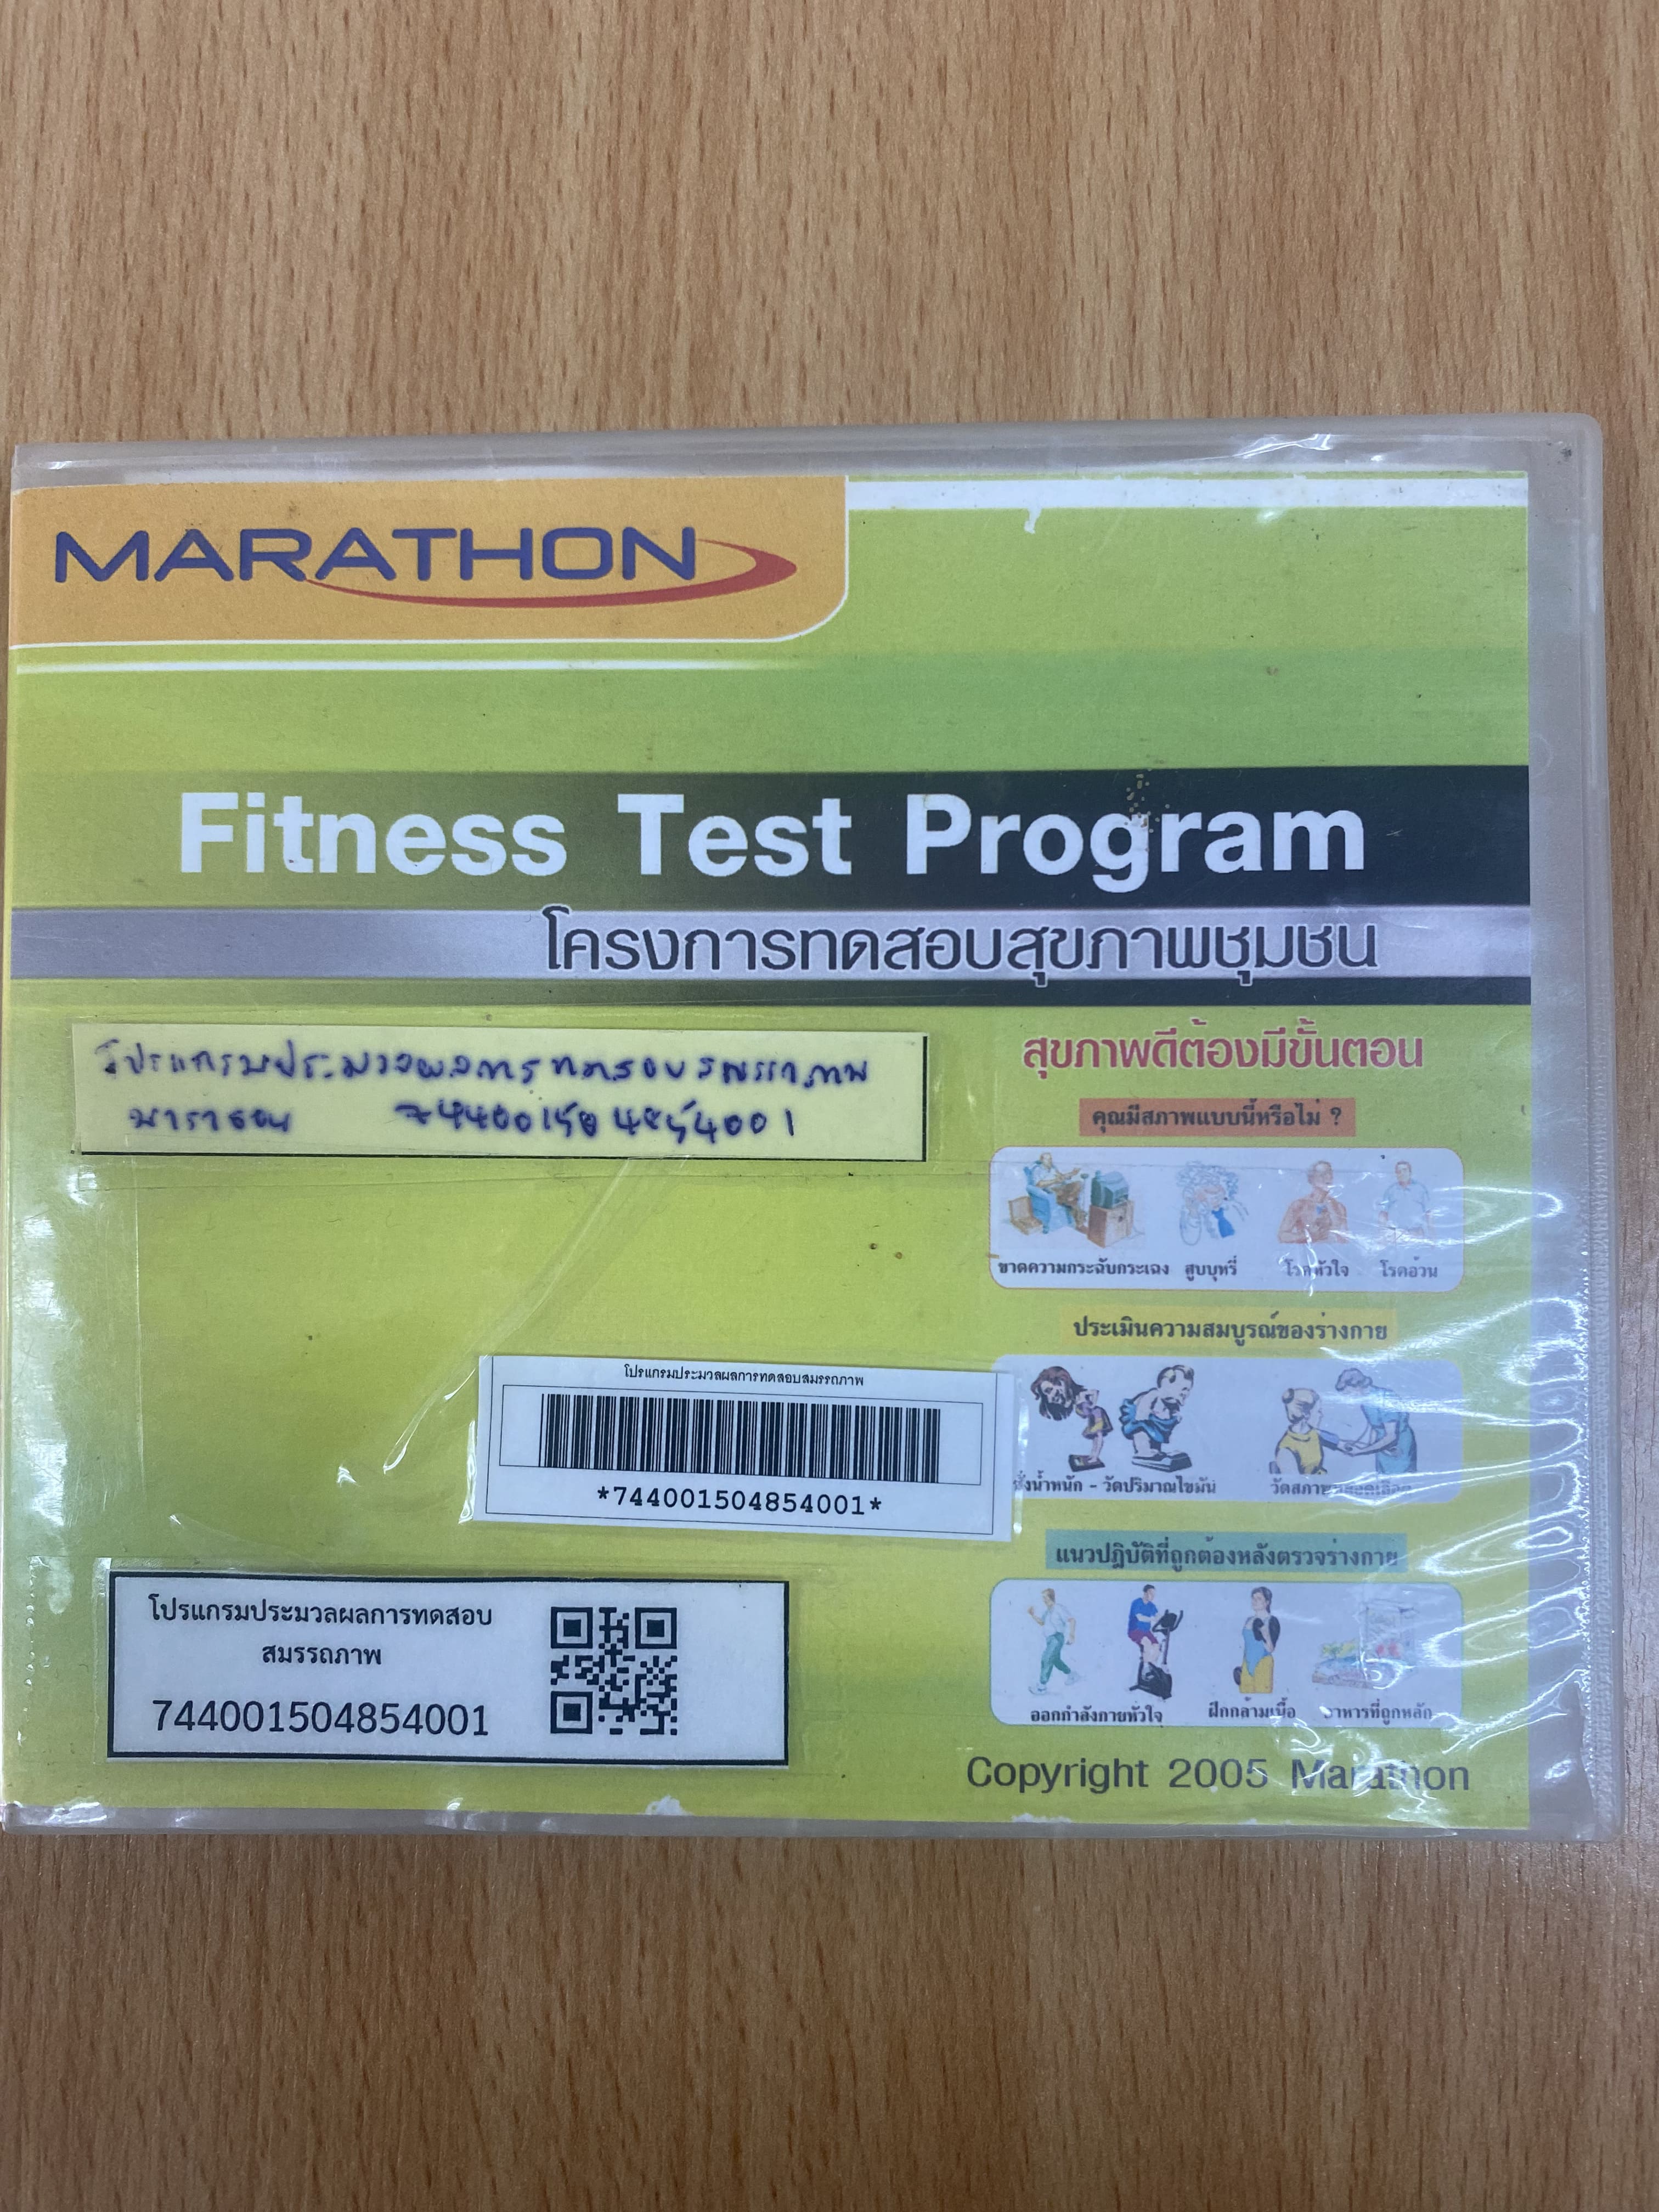 MARATHON
Fitness Test Program
โครงการทดสอบสุขภาพชุมชน
โปรแกรมประมวลผลการทดสอบสมรรถภาพ
มาราธอน 744001504854001
สุขภาพดีต้องมีขั้นตอน
คุณมีสภาพแบบนี้หรือไม่ ?
ขาดความกระฉับกระเฉง สูบบุหรี่ โรคหัวใจ โรคอ้วน
ประเมินความสมบูรณ์ของร่างกาย
ชั่งน้ำหนัก - วัดปริมาณไขมัน
โปรแกรมประมวลผลการทดสอบสมรรถภาพ
*744001504854001*
แนวปฏิบัติที่ถูกต้องหลังตรวจร่างกาย
ออกกำลังกายหัวใจ ฝึกกล้ามเนื้อ อาหารที่ถูกหลัก
โปรแกรมประมวลผลการทดสอบ
สมรรถภาพ
744001504854001
Copyright 2005 Marathon